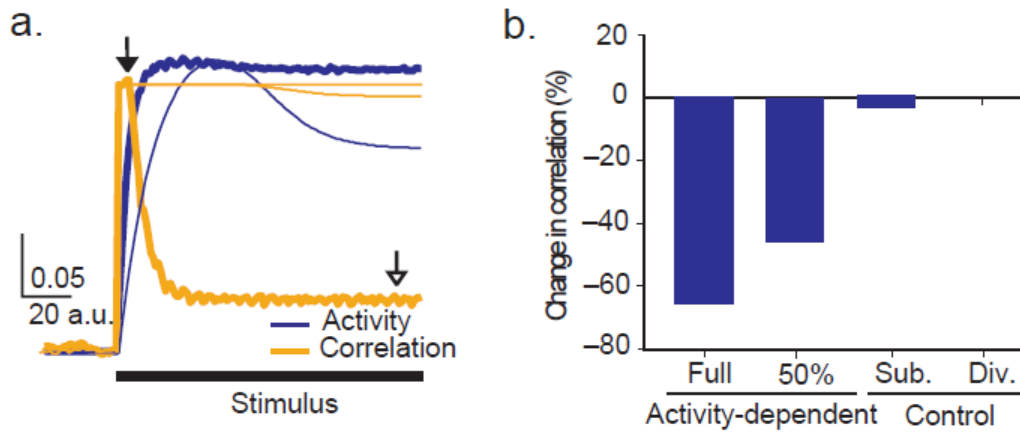 a.
0.05
20 a.u.
Activity
Correlation
Stimulus
b.
Change in correlation (%)
20
0
−20
−40
−60
−80
Full 50% Sub. Div.
Activity-dependent Control